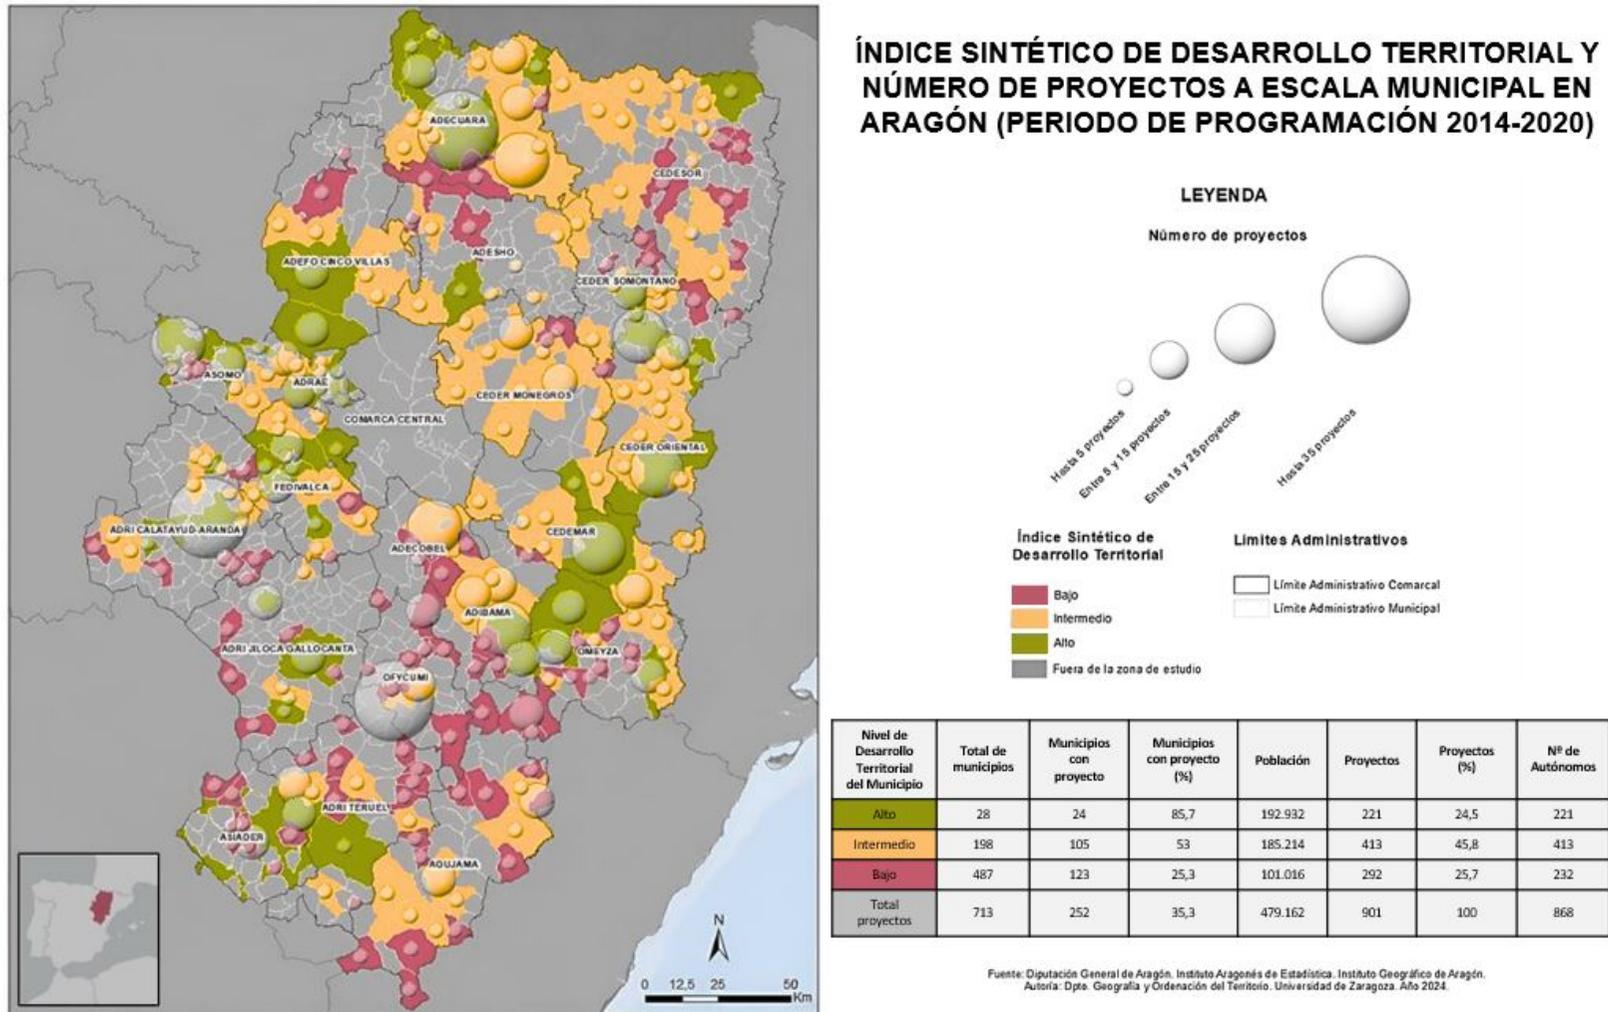 ÍNDICE SINTÉTICO DE DESARROLLO TERRITORIAL Y
NÚMERO DE PROYECTOS A ESCALA MUNICIPAL EN
ARAGÓN (PERIODO DE PROGRAMACIÓN 2014-2020)
ADECUARA
CEDESOR
ADESHO
ADEFO CINCO VILLAS
CEDER SOMONTANO
ASOMO
ADRAE
CEDER MONEGROS
COMARCA CENTRAL
CEDER ORIENTAL
FEDIVALCA
ADRI CALATAYUD-ARANDA
CEDEMAR
ADECOBEL
ADIBAMA
ADRI JILOCA GALLOCANTA
OMEYZA
OFYCUMI
ADRI TERUEL
ASIADER
AGUJAMA
N
0 12,5 25 50
Km
LEYENDA
Número de proyectos
Hasta 5 proyectos
Entre 5 y 15 proyectos
Entre 15 y 25 proyectos
Hasta 35 proyectos
Índice Sintético de
Desarrollo Territorial
Bajo
Intermedio
Alto
Fuera de la zona de estudio
Límites Administrativos
Límite Administrativo Comarcal
Límite Administrativo Municipal
Nivel de
Desarrollo
Territorial
del Municipio
Total de
municipios
Municipios
con
proyecto
Municipios
con proyecto
(%)
Población
Proyectos
Proyectos
(%)
Nº de
Autónomos
Alto 28 24 85,7 192.932 221 24,5 221
Intermedio 198 105 53 185.214 413 45,8 413
Bajo 487 123 25,3 101.016 292 25,7 232
Total
proyectos
713 252 35,3 479.162 901 100 868
Fuente: Diputación General de Aragón. Instituto Aragonés de Estadística. Instituto Geográfico de Aragón.
Autoría: Dpto. Geografía y Ordenación del Territorio. Universidad de Zaragoza. Año 2024.